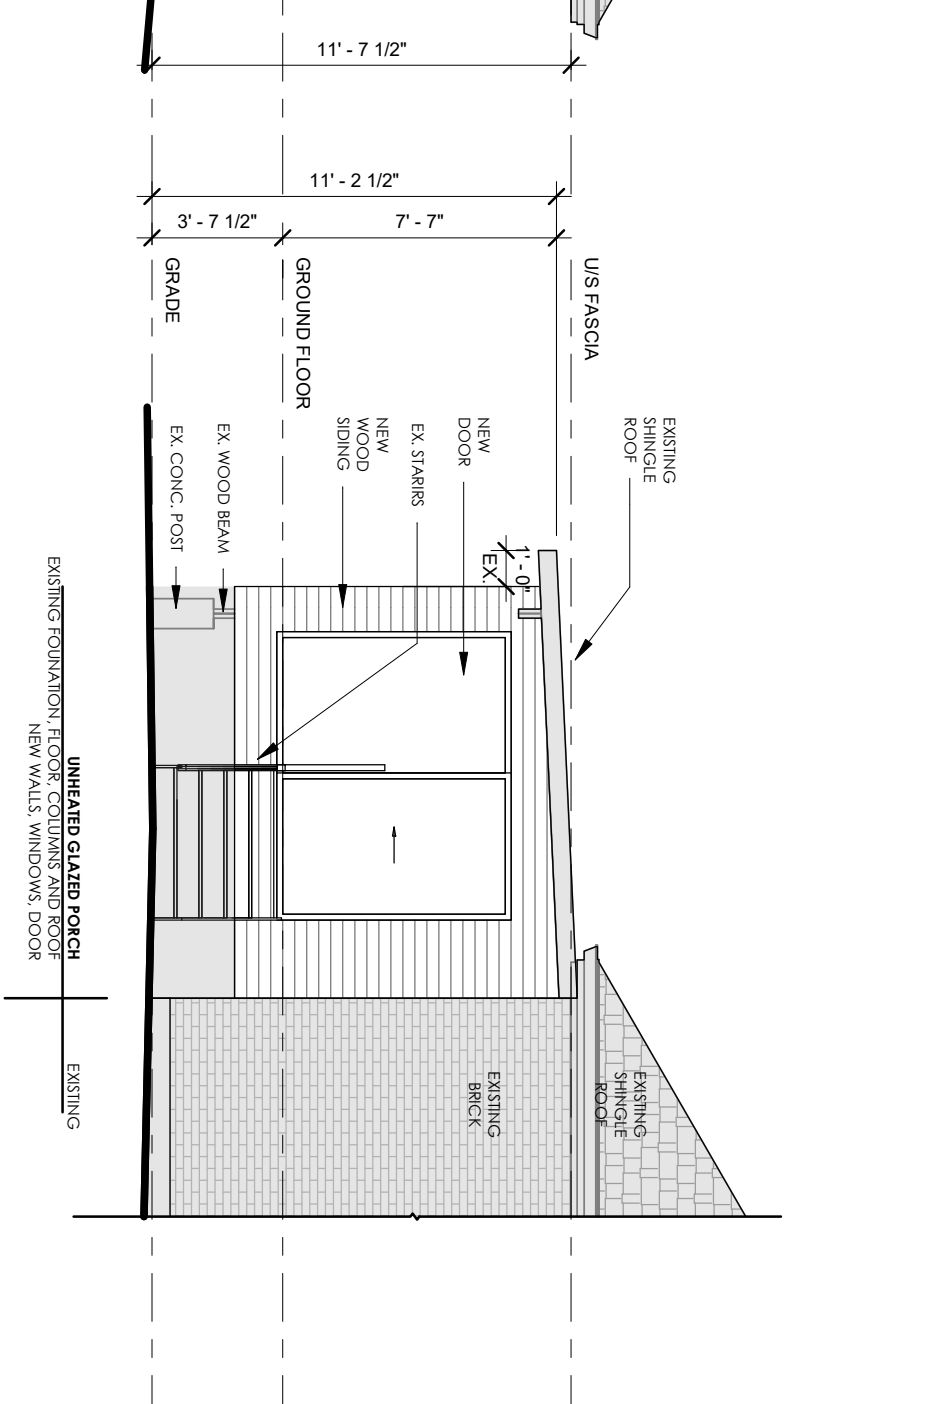 11' - 7 1/2"
11' - 2 1/2"
3' - 7 1/2"
7' - 7"
U/S FASCIA
GROUND FLOOR
GRADE
EXISTING
SHINGLE
ROOF
NEW
DOOR
EX. STARIRS
NEW
WOOD
SIDING
EX. WOOD BEAM
EX. CONC. POST
1' - 0"
EX.
EXISTING
SHINGLE
ROOF
EXISTING
BRICK
UNHEATED GLAZED PORCH
EXISTING FOUNATION, FLOOR, COLUMNS AND ROOF
NEW WALLS, WINDOWS, DOOR
EXISTING